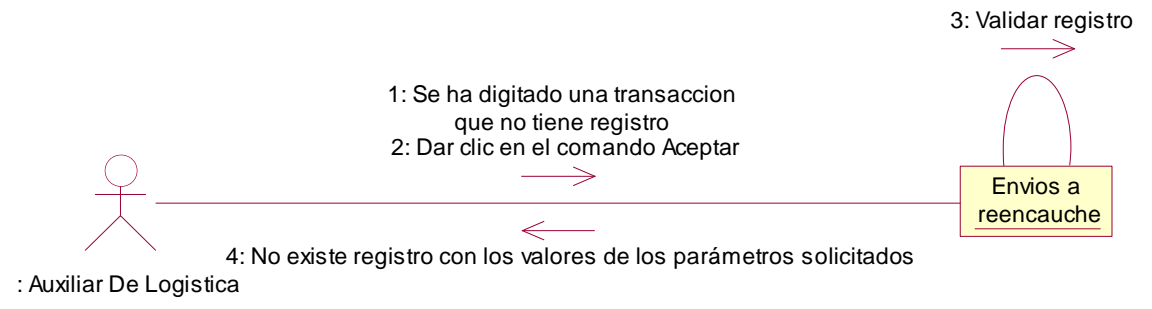 3: Validar registro
1: Se ha digitado una transaccion
que no tiene registro
2: Dar clic en el comando Aceptar
Envios a
reencauche
4: No existe registro con los valores de los parámetros solicitados
: Auxiliar De Logistica